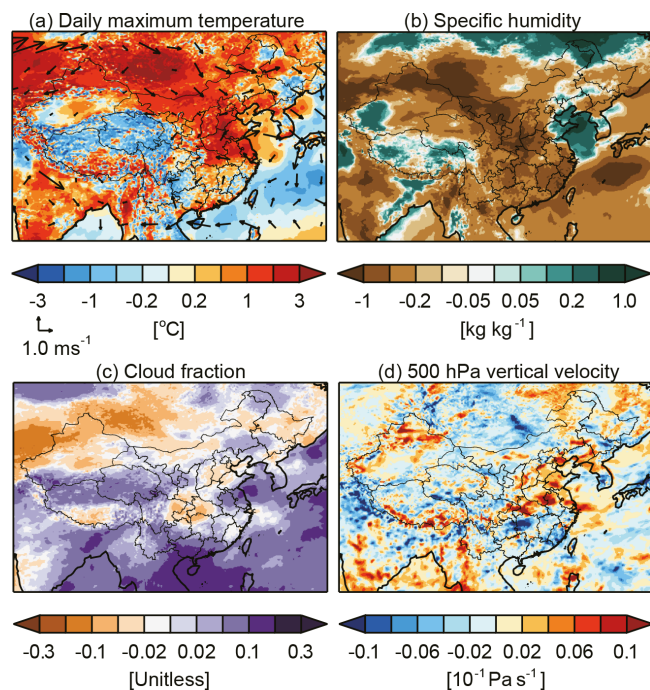 (a) Daily maximum temperature
(b) Specific humidity
-3 -1 -0.2 0.2 1 3
[°C]
1.0 ms⁻¹
-1 -0.2 -0.05 0.05 0.2 1.0
[kg kg⁻¹]
(c) Cloud fraction
(d) 500 hPa vertical velocity
-0.3 -0.1 -0.02 0.02 0.1 0.3
[Unitless]
-0.1 -0.06 -0.02 0.02 0.06 0.1
[10⁻¹ Pa s⁻¹]